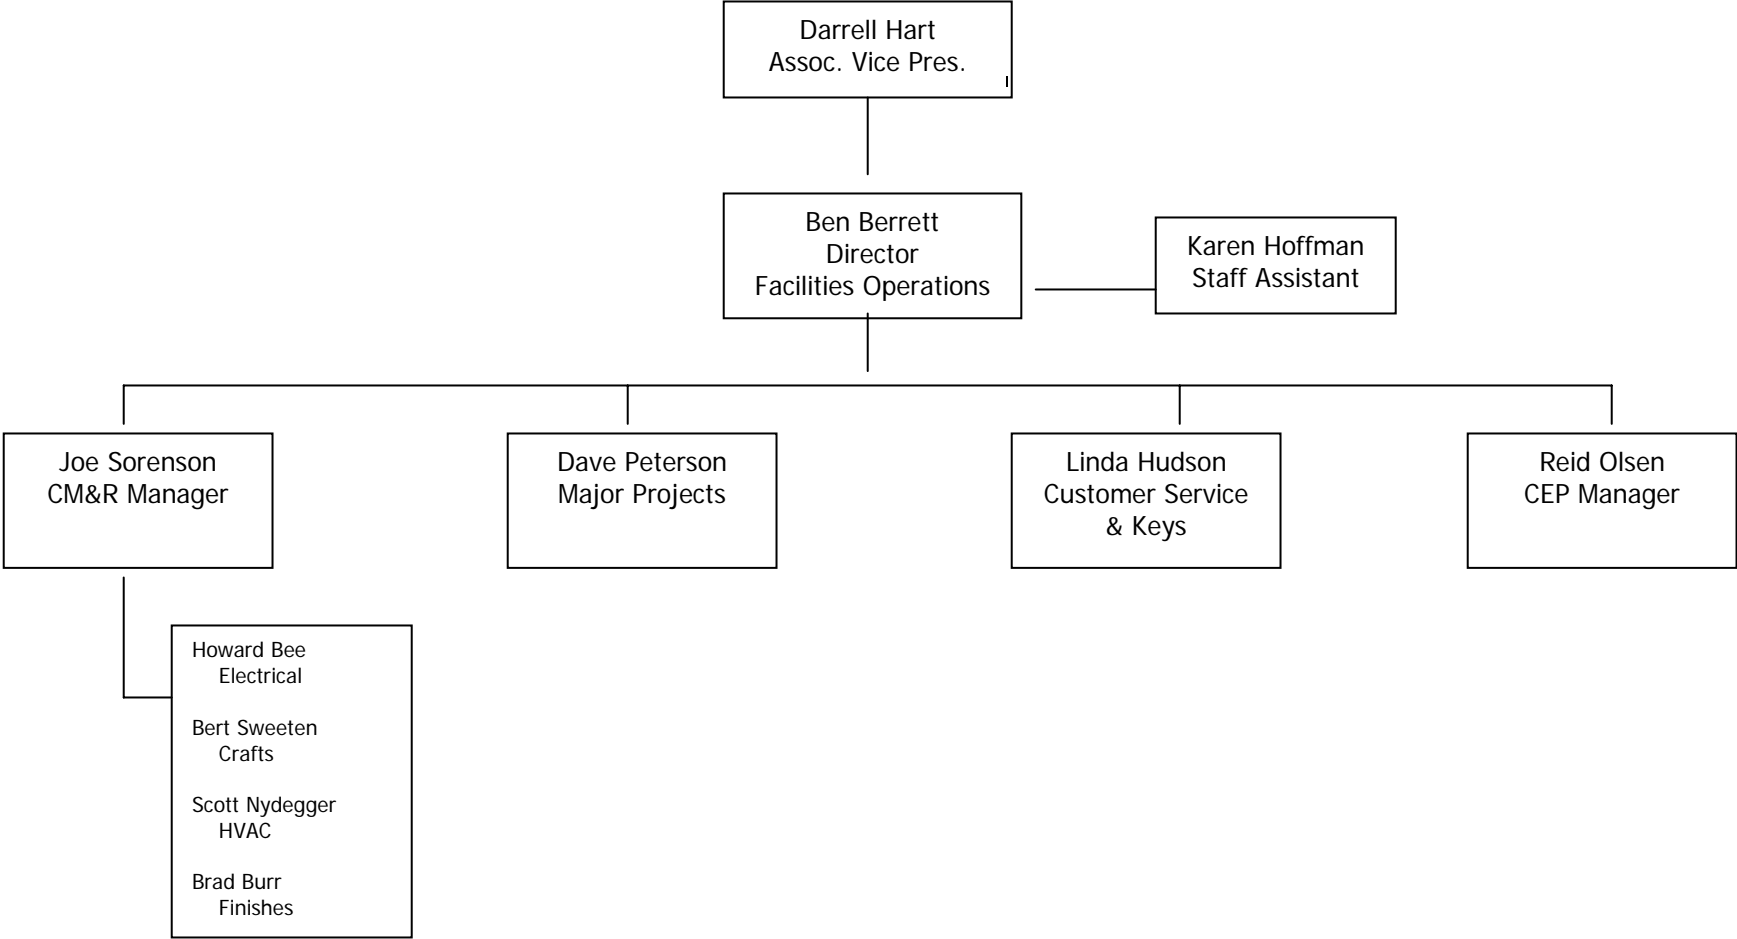 Darrell Hart
Assoc. Vice Pres.
Ben Berrett
Director
Facilities Operations
Karen Hoffman
Staff Assistant
Joe Sorenson
CM&R Manager
Dave Peterson
Major Projects
Linda Hudson
Customer Service
& Keys
Reid Olsen
CEP Manager
Howard Bee
Electrical
Bert Sweeten
Crafts
Scott Nydegger
HVAC
Brad Burr
Finishes